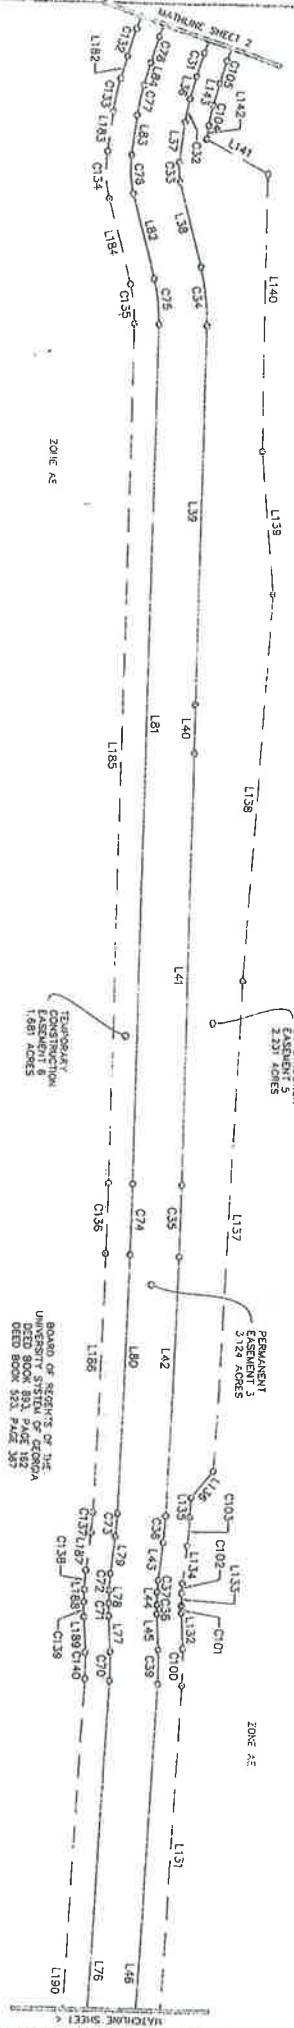 MATCHLINE SHEET 2
C132
L182
C133
L183
C134
L184
C135
C78
L84
C77
L83
C76
L82
C75
C31
L36
C32
L37
C33
L38
C34
C105
L142
L143
C104
L141
L140
L139
L39
L138
L40
L81
L185
ZONE AE
L41
EASEMENT 5
2.231 ACRES
TEMPORARY
CONSTRUCTION
EASEMENT 6
1.681 ACRES
L137
C35
C74
C136
PERMANENT
EASEMENT 3
3.124 ACRES
L42
L80
L186
BOARD OF REGENTS OF THE
UNIVERSITY SYSTEM OF GEORGIA
DEED BOOK 893, PAGE 162
DEED BOOK 523, PAGE 367
L136
C103
L135
C102
L134
L133
C101
L132
C100
C36
L43
C37
L44
L45
C39
C73
L79
C72
L78
C71
L77
C70
C137
L187
C138
L188
C139
L189
C140
ZONE AE
L131
L46
L76
L190
MATCHLINE SHEET 4